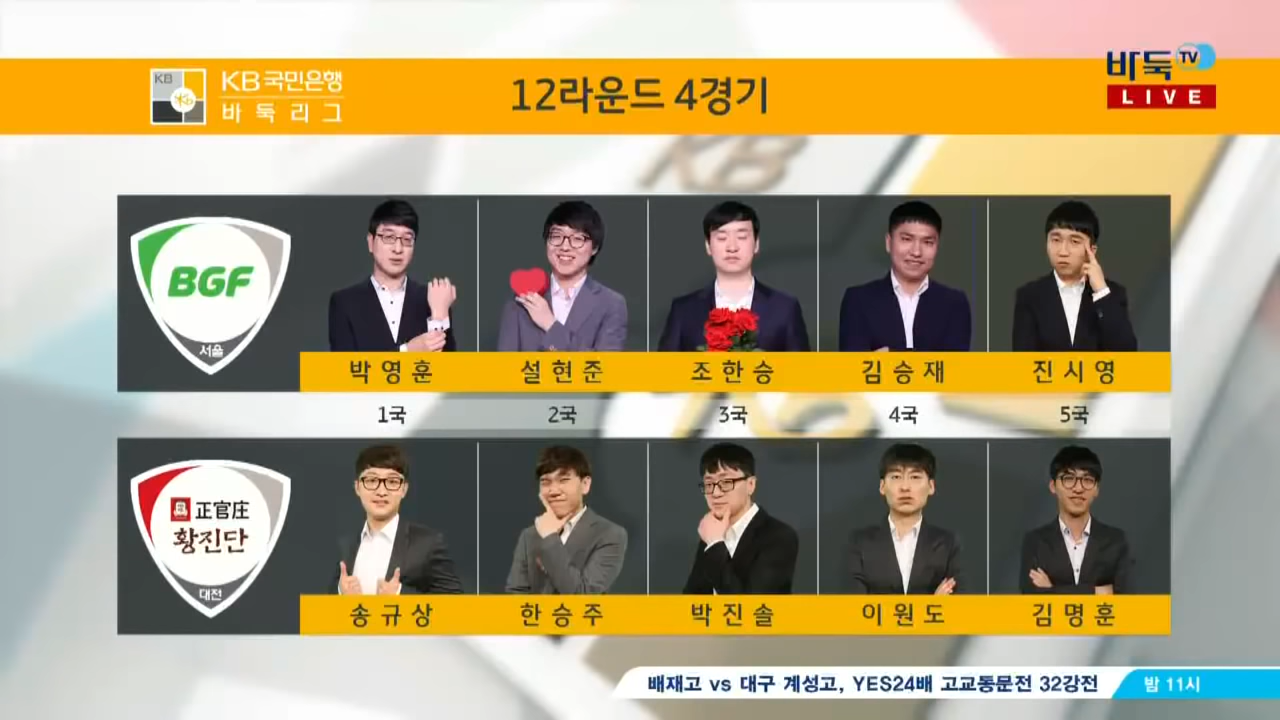 KB
KB국민은행
바둑리그
12라운드 4경기
바둑TV
LIVE
KB
BGF
서울
박영훈
설현준
조한승
김승재
진시영
1국
2국
3국
4국
5국
正官庄
황진단
대전
송규상
한승주
박진솔
이원도
김명훈
배재고 vs 대구 계성고, YES24배 고교동문전 32강전
밤 11시